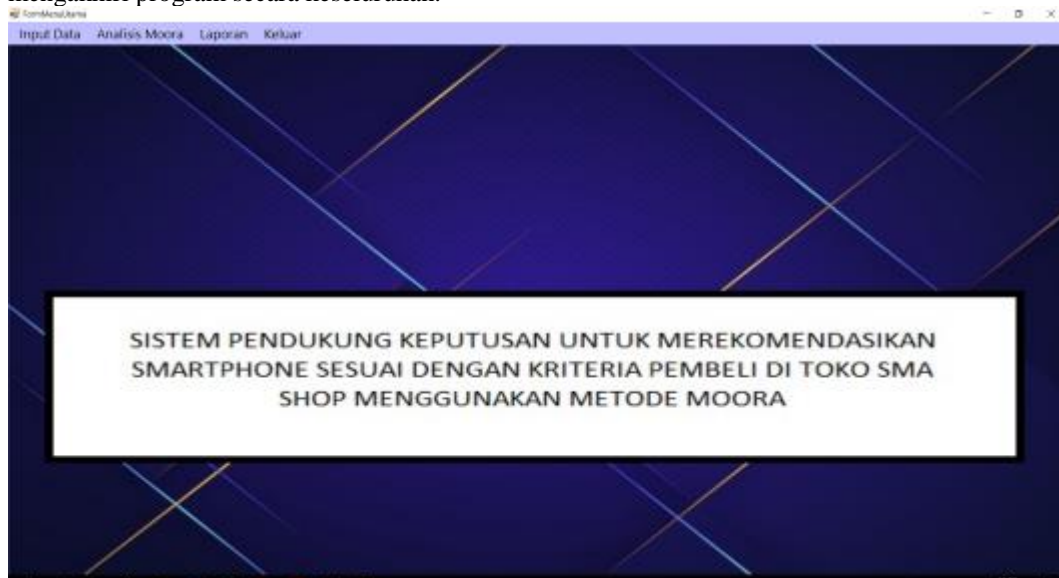 program secara keseluruhan.
FormMenuUtama
Input Data Analisis Moora Laporan Keluar
SISTEM PENDUKUNG KEPUTUSAN UNTUK MEREKOMENDASIKAN
SMARTPHONE SESUAI DENGAN KRITERIA PEMBELI DI TOKO SMA
SHOP MENGGUNAKAN METODE MOORA